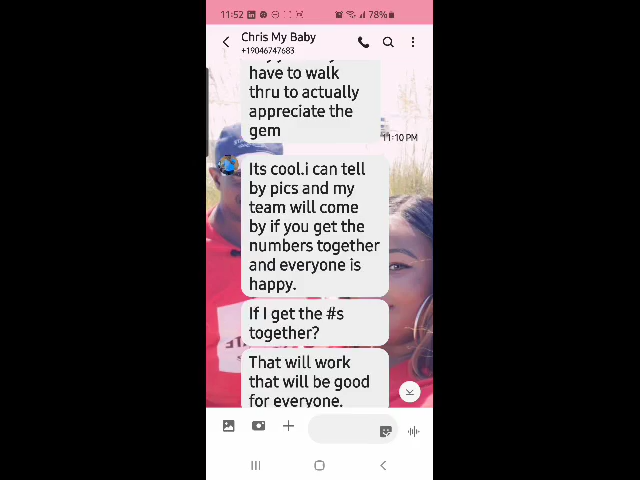 11:52
78%
Chris My Baby
+19046747683
have to walk
thru to actually
appreciate the
gem
11:10 PM
Its cool.i can tell
by pics and my
team will come
by if you get the
numbers together
and everyone is
happy.
If I get the #s
together?
That will work
that will be good
for everyone.